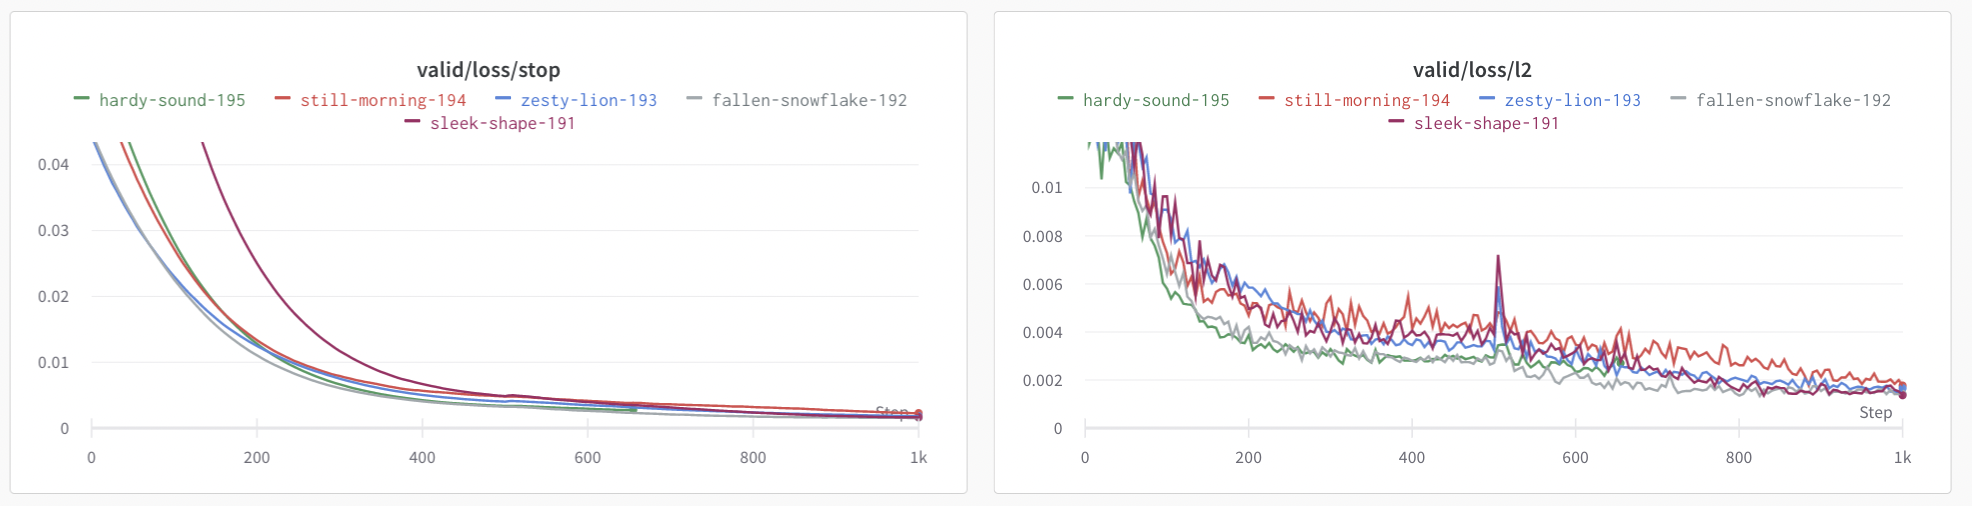 valid/loss/stop
hardy-sound-195 still-morning-194 zesty-lion-193 fallen-snowflake-192
sleek-shape-191
0.04
0.03
0.02
0.01
0
Step
0 200 400 600 800 1k
valid/loss/l2
hardy-sound-195 still-morning-194 zesty-lion-193 fallen-snowflake-192
sleek-shape-191
0.01
0.008
0.006
0.004
0.002
0
Step
0 200 400 600 800 1k